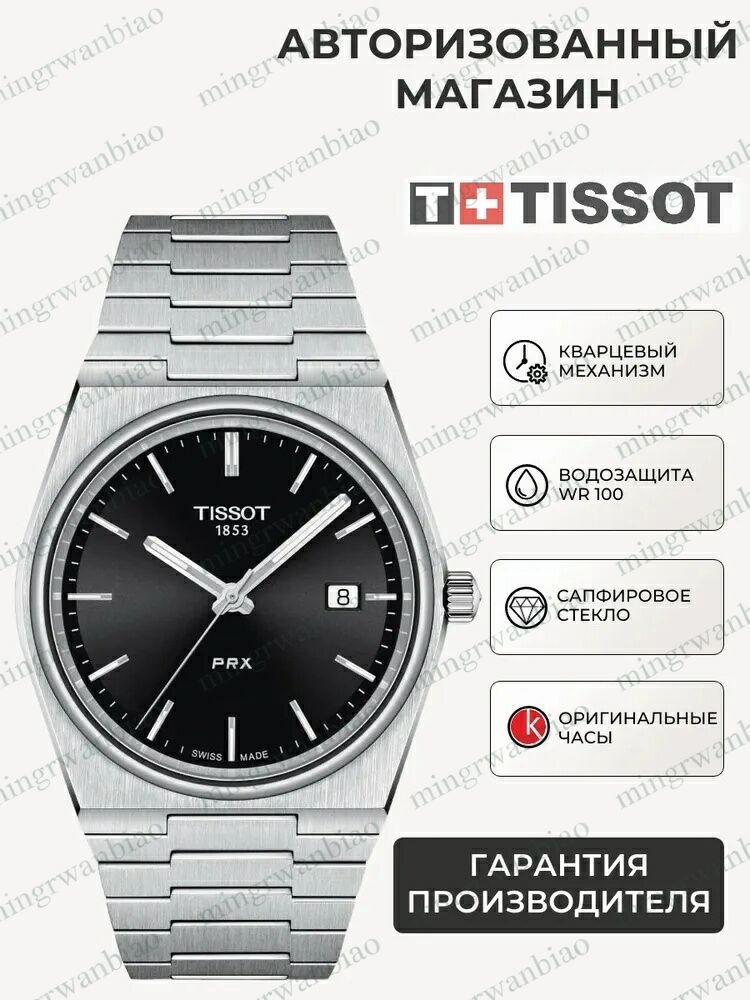 АВТОРИЗОВАННЫЙ
МАГАЗИН
T+ TISSOT
КВАРЦЕВЫЙ
МЕХАНИЗМ
ВОДОЗАЩИТА
WR 100
САПФИРОВОЕ
СТЕКЛО
k
ОРИГИНАЛЬНЫЕ
ЧАСЫ
ГАРАНТИЯ
ПРОИЗВОДИТЕЛЯ
TISSOT
1853
8
PRX
SWISS MADE
mingrwanbiao